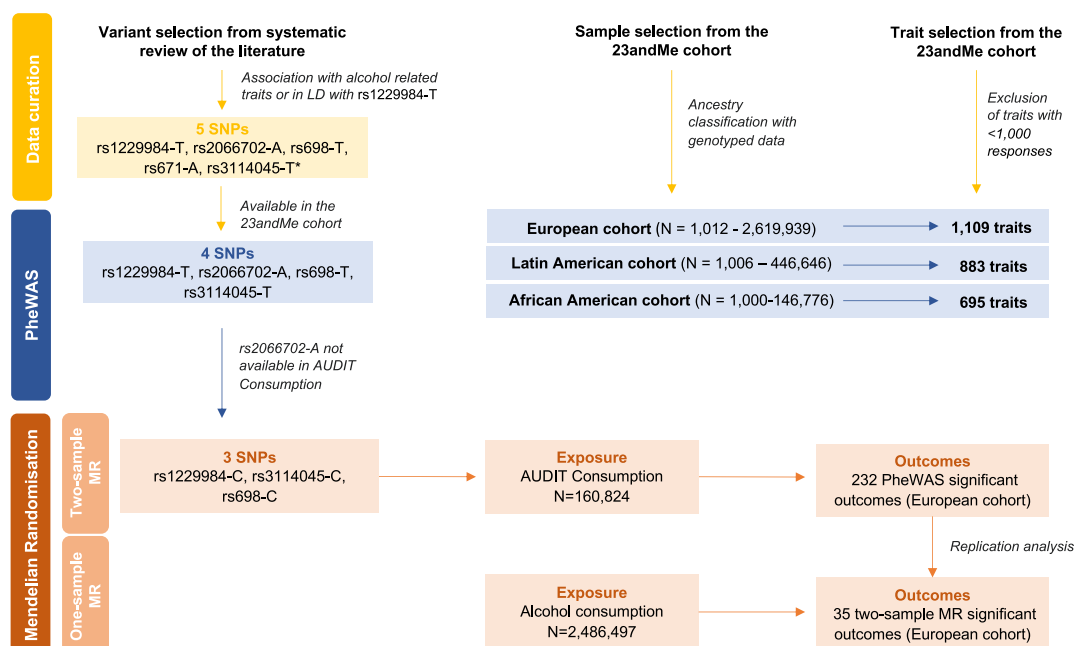 Data curation
Variant selection from systematic
review of the literature
Association with alcohol related
traits or in LD with rs1229984-T
5 SNPs
rs1229984-T, rs2066702-A, rs698-T,
rs671-A, rs3114045-T*
Available in the
23andMe cohort
Sample selection from the
23andMe cohort
Ancestry
classification with
genotyped data
Trait selection from the
23andMe cohort
Exclusion
of traits with
<1,000
responses
PheWAS
4 SNPs
rs1229984-T, rs2066702-A, rs698-T,
rs3114045-T
rs2066702-A not
available in AUDIT
Consumption
European cohort (N = 1,012 - 2,619,939)
1,109 traits
Latin American cohort (N = 1,006 – 446,646)
883 traits
African American cohort (N = 1,000-146,776)
695 traits
Mendelian Randomisation
Two-sample
MR
3 SNPs
rs1229984-C, rs3114045-C,
rs698-C
Exposure
AUDIT Consumption
N=160,824
Outcomes
232 PheWAS significant
outcomes (European cohort)
Replication analysis
One-sample
MR
Exposure
Alcohol consumption
N=2,486,497
Outcomes
35 two-sample MR significant
outcomes (European cohort)